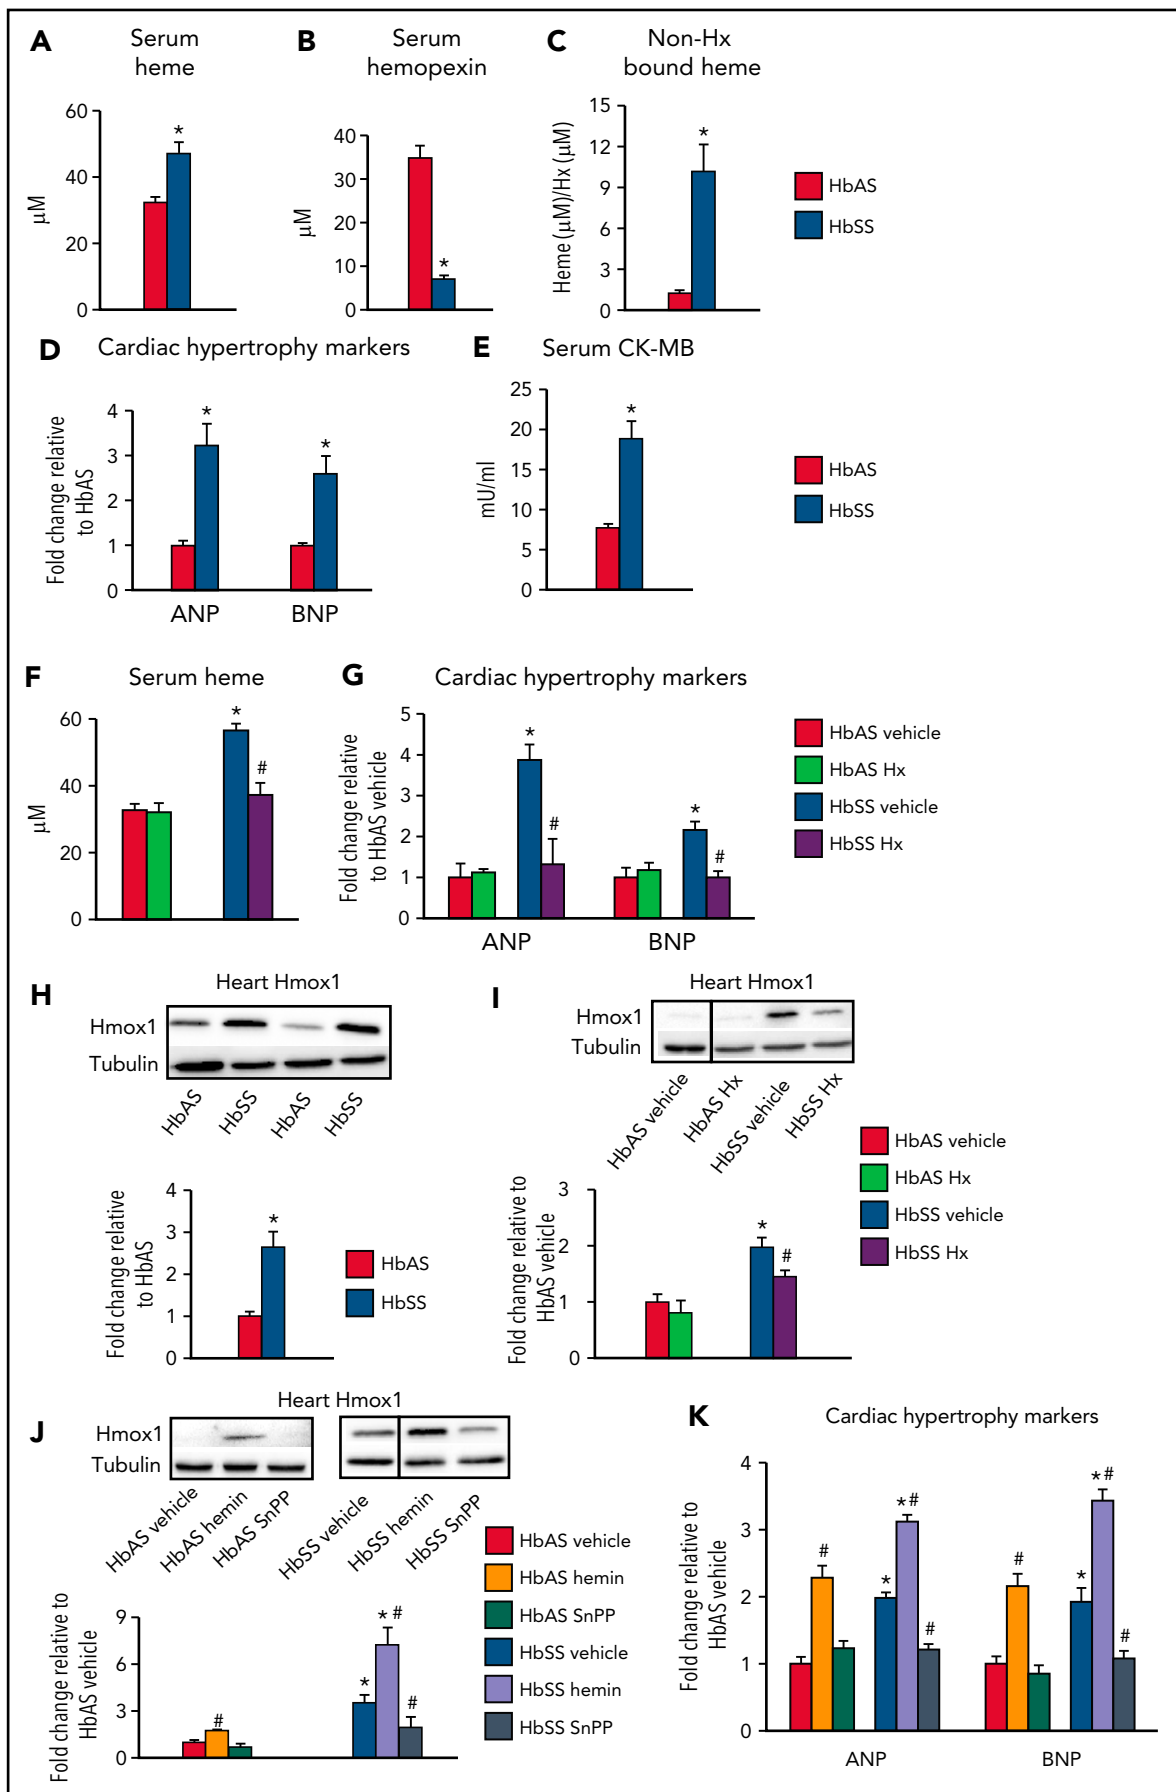 A
Serum
heme
60
40
20
0
μM
*
B
Serum
hemopexin
40
30
20
10
0
μM
*
C
Non-Hx
bound heme
15
12
9
6
3
0
Heme (μM)/Hx (μM)
*
HbAS
HbSS
D
Cardiac hypertrophy markers
4
3
2
1
0
Fold change relative
to HbAS
*
*
ANP
BNP
E
Serum CK-MB
25
20
15
10
5
0
mU/ml
*
HbAS
HbSS
F
Serum heme
60
40
20
0
μM
*
#
G
Cardiac hypertrophy markers
5
4
3
2
1
0
Fold change relative
to HbAS vehicle
*
#
*
#
ANP
BNP
HbAS vehicle
HbAS Hx
HbSS vehicle
HbSS Hx
H
Heart Hmox1
Hmox1
Tubulin
HbAS
HbSS
HbAS
HbSS
4
3
2
1
0
Fold change relative
to HbAS
*
HbAS
HbSS
I
Heart Hmox1
Hmox1
Tubulin
HbAS vehicle
HbAS Hx
HbSS vehicle
HbSS Hx
3
2
1
0
Fold change relative to
HbAS vehicle
*
#
HbAS vehicle
HbAS Hx
HbSS vehicle
HbSS Hx
J
Heart Hmox1
Hmox1
Tubulin
HbAS vehicle
HbAS hemin
HbAS SnPP
HbSS vehicle
HbSS hemin
HbSS SnPP
9
6
3
0
Fold change relative to
HbAS vehicle
#
*
* #
#
HbAS vehicle
HbAS hemin
HbAS SnPP
HbSS vehicle
HbSS hemin
HbSS SnPP
K
Cardiac hypertrophy markers
4
3
2
1
0
Fold change relative to
HbAS vehicle
#
*
* #
#
#
*
* #
#
ANP
BNP